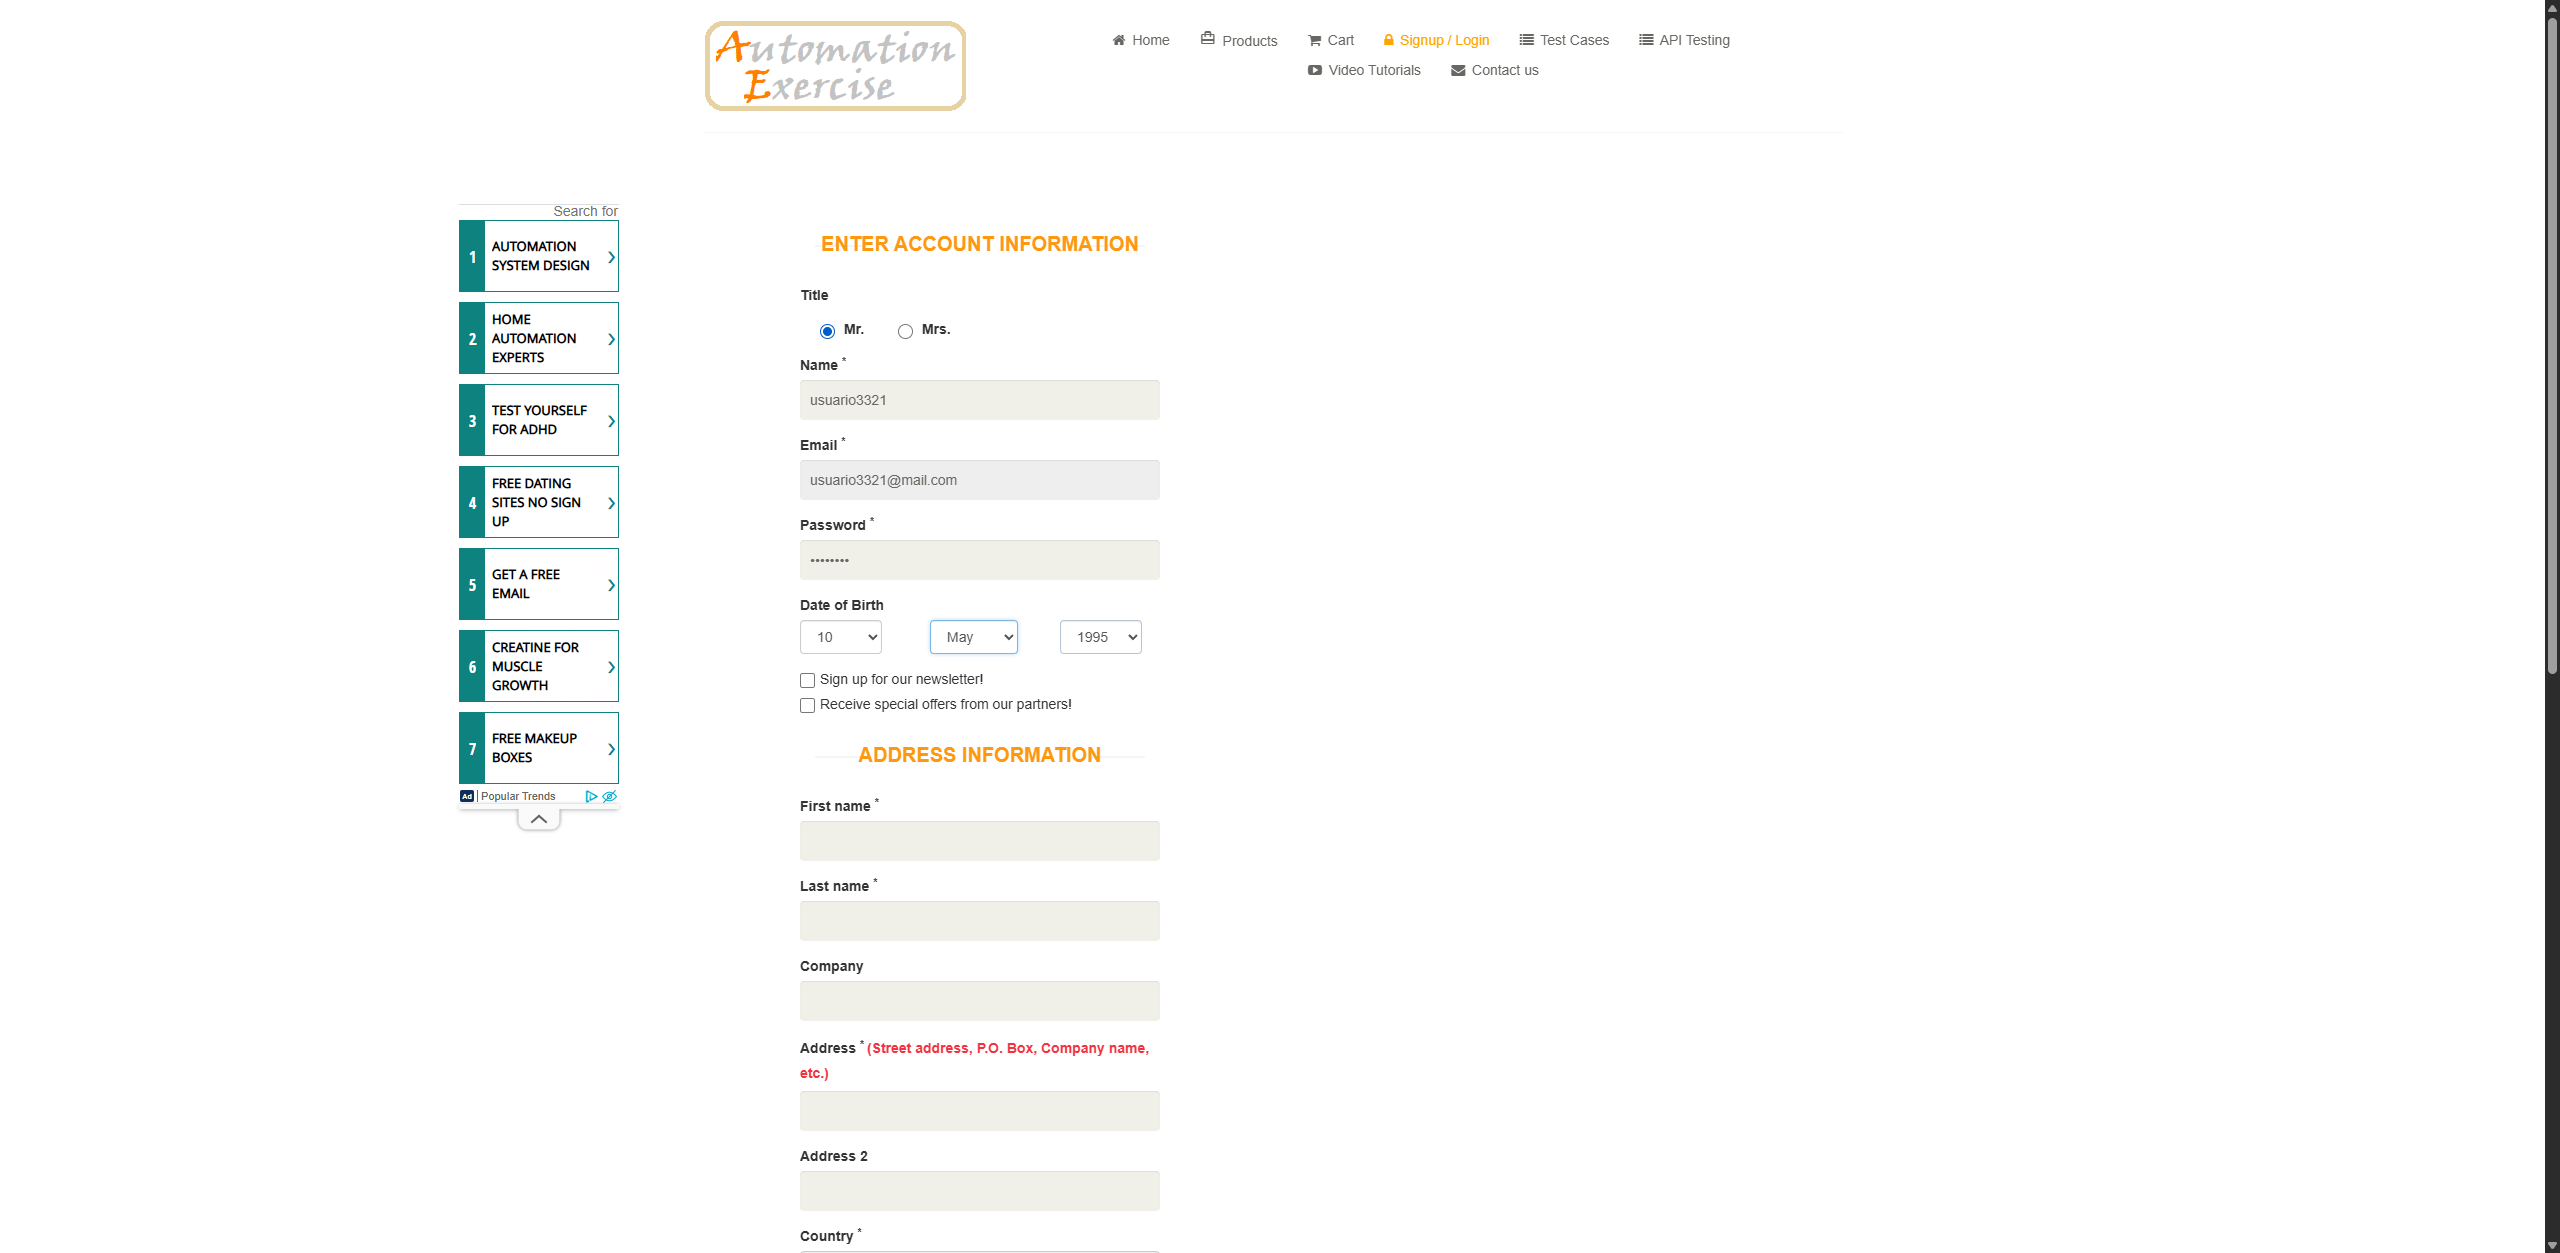 Automation
Exercise
Home
Products
Cart
Signup / Login
Test Cases
API Testing
Video Tutorials
Contact us
Search for
1
AUTOMATION
SYSTEM DESIGN
2
HOME
AUTOMATION
EXPERTS
3
TEST YOURSELF
FOR ADHD
4
FREE DATING
SITES NO SIGN
UP
5
GET A FREE
EMAIL
6
CREATINE FOR
MUSCLE
GROWTH
7
FREE MAKEUP
BOXES
Ad | Popular Trends
ENTER ACCOUNT INFORMATION
Title
Mr. Mrs.
Name *
usuario3321
Email *
usuario3321@mail.com
Password *
••••••••
Date of Birth
10 May 1995
Sign up for our newsletter!
Receive special offers from our partners!
ADDRESS INFORMATION
First name *
Last name *
Company
Address * (Street address, P.O. Box, Company name,
etc.)
Address 2
Country *